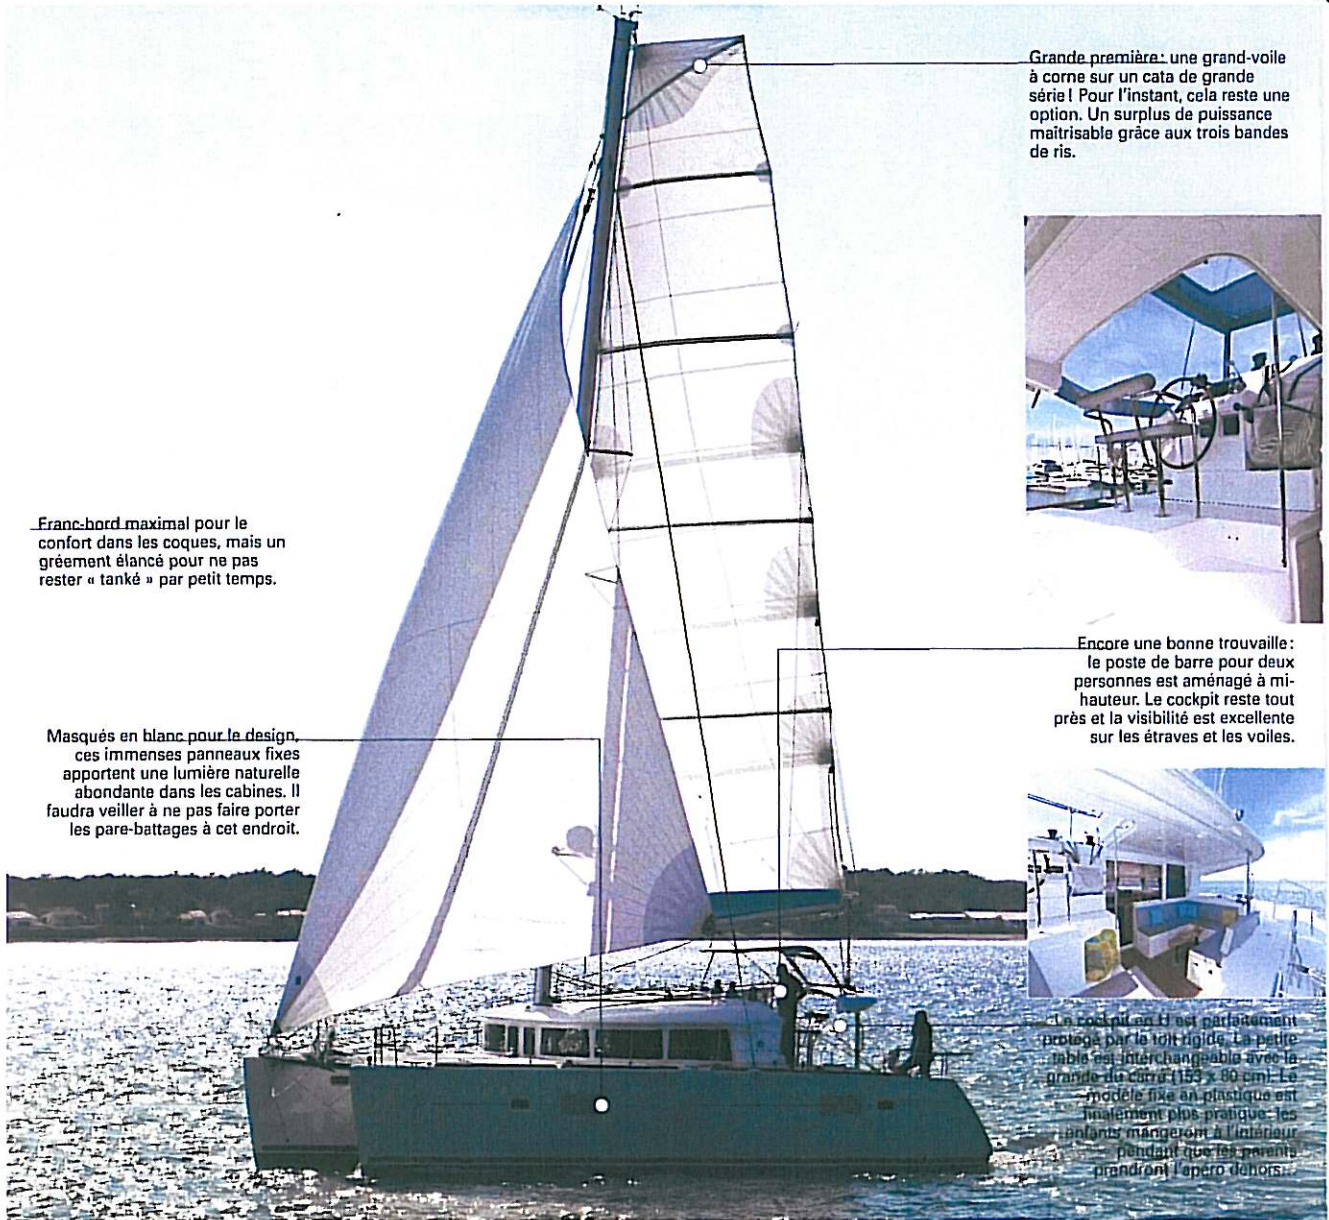 Grande première: une grand-voile
à corne sur un cata de grande
série! Pour l'instant, cela reste une
option. Un surplus de puissance
maîtrisable grâce aux trois bandes
de ris.
Franc-bord maximal pour le
confort dans les coques, mais un
gréement élancé pour ne pas
rester « tanké » par petit temps.
Encore une bonne trouvaille:
le poste de barre pour deux
personnes est aménagé à mi-
hauteur. Le cockpit reste tout
près et la visibilité est excellente
sur les étraves et les voiles.
Masqués en blanc pour le design,
ces immenses panneaux fixes
apportent une lumière naturelle
abondante dans les cabines. Il
faudra veiller à ne pas faire porter
les pare-battages à cet endroit.
Le cockpit en H est parfaitement
protégé par le toit rigide. La petite
table est interchangeable avec la
grande du carré (153 x 80 cm). Le
modèle fixe en plastique est
finalement plus pratique: les
enfants mangeront à l'intérieur
pendant que les parents
prendront l'apéro dehors...